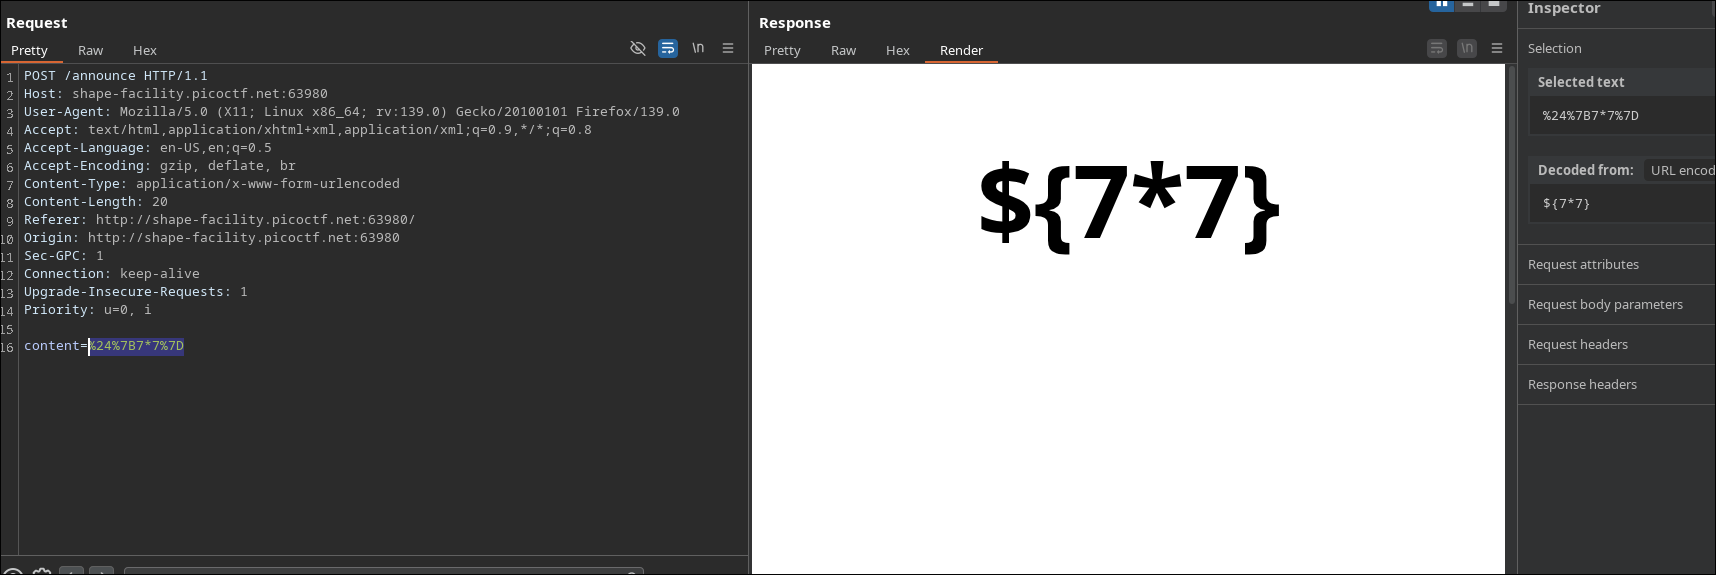 Request
Pretty Raw Hex
\n
1 POST /announce HTTP/1.1
2 Host: shape-facility.picoctf.net:63980
3 User-Agent: Mozilla/5.0 (X11; Linux x86_64; rv:139.0) Gecko/20100101 Firefox/139.0
4 Accept: text/html,application/xhtml+xml,application/xml;q=0.9,*/*;q=0.8
5 Accept-Language: en-US,en;q=0.5
6 Accept-Encoding: gzip, deflate, br
7 Content-Type: application/x-www-form-urlencoded
8 Content-Length: 20
9 Referer: http://shape-facility.picoctf.net:63980/
10 Origin: http://shape-facility.picoctf.net:63980
11 Sec-GPC: 1
12 Connection: keep-alive
13 Upgrade-Insecure-Requests: 1
14 Priority: u=0, i
15
16 content=%24%7B7*7%7D
Response
Pretty Raw Hex Render
\n
${7*7}
Inspector
Selection
Selected text
%24%7B7*7%7D
Decoded from: URL encod
${7*7}
Request attributes
Request body parameters
Request headers
Response headers